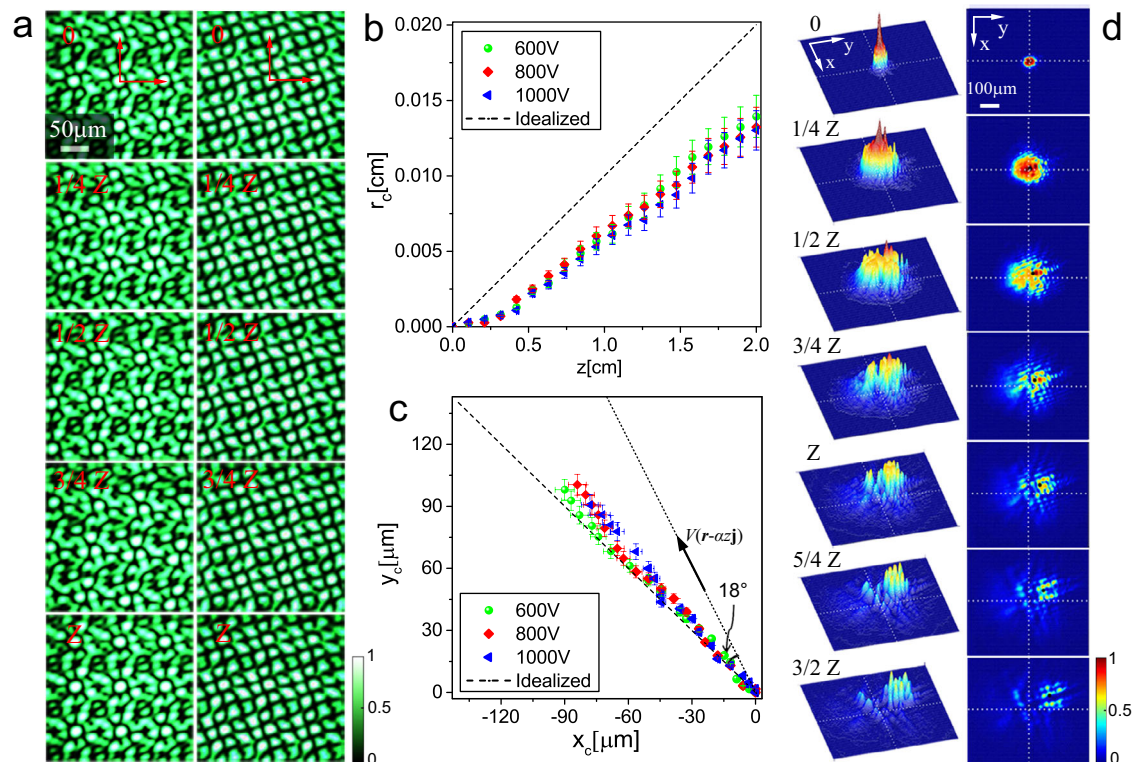 a
0
0
50μm
1/4 Z
1/4 Z
1/2 Z
1/2 Z
3/4 Z
3/4 Z
Z
Z
1
0.5
0
b
0.020
0.015
0.010
0.005
0.000
r_c[cm]
600V
800V
1000V
Idealized
0.0
0.5
1.0
1.5
2.0
z[cm]
c
120
90
60
30
0
y_c[μm]
V(r-αzj)
18°
600V
800V
1000V
Idealized
-120
-90
-60
-30
0
x_c[μm]
d
0
y
x
y
x
100μm
1/4 Z
1/2 Z
3/4 Z
Z
5/4 Z
3/2 Z
1
0.5
0